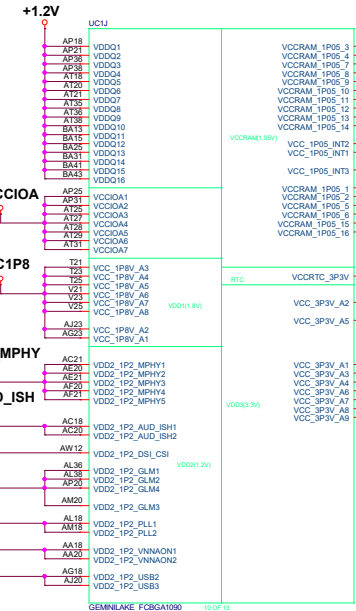 +1.2V
UC1J
AP18 VDDQ1
AP21 VDDQ2
AP36 VDDQ3
AP38 VDDQ4
AT18 VDDQ5
AT20 VDDQ6
AT21 VDDQ7
AT35 VDDQ8
AT36 VDDQ9
AT38 VDDQ10
BA13 VDDQ11
BA15 VDDQ12
BA25 VDDQ13
BA31 VDDQ14
BA41 VDDQ15
BA43 VDDQ16
VCCRAM_1P05_3
VCCRAM_1P05_4
VCCRAM_1P05_7
VCCRAM_1P05_8
VCCRAM_1P05_9
VCCRAM_1P05_10
VCCRAM_1P05_11
VCCRAM_1P05_12
VCCRAM_1P05_13
VCCRAM_1P05_14
VCCRAM(1.05V)
VCC_1P05_INT2
VCC_1P05_INT1
VCC_1P05_INT3
VCCRAM_1P05_1
VCCRAM_1P05_2
VCCRAM_1P05_5
VCCRAM_1P05_6
VCCRAM_1P05_15
VCCRAM_1P05_16
CCIOA
AP25 VCCIOA1
AP31 VCCIOA2
AT25 VCCIOA3
AT27 VCCIOA4
AT28 VCCIOA5
AT29 VCCIOA6
AT31 VCCIOA7
C1P8
T21 VCC_1P8V_A3
T23 VCC_1P8V_A4
T25 VCC_1P8V_A5
V21 VCC_1P8V_A6
V23 VCC_1P8V_A7
V25 VCC_1P8V_A8
AJ23 VCC_1P8V_A2
AG23 VCC_1P8V_A1
VDD1(1.8V)
RTC
VCCRTC_3P3V
VCC_3P3V_A2
VCC_3P3V_A5
MPHY
AC21 VDD2_1P2_MPHY1
AE20 VDD2_1P2_MPHY2
AE21 VDD2_1P2_MPHY3
AF20 VDD2_1P2_MPHY4
AF21 VDD2_1P2_MPHY5
VCC_3P3V_A1
VCC_3P3V_A3
VCC_3P3V_A4
VCC_3P3V_A6
VCC_3P3V_A7
VCC_3P3V_A8
VCC_3P3V_A9
VDD3(3.3V)
D_ISH
AC18 VDD2_1P2_AUD_ISH1
AC20 VDD2_1P2_AUD_ISH2
AW12 VDD2_1P2_DSI_CSI
VDD2(1.2V)
AL36 VDD2_1P2_GLM1
AL38 VDD2_1P2_GLM2
AP20 VDD2_1P2_GLM4
AM20 VDD2_1P2_GLM3
AL18 VDD2_1P2_PLL1
AM18 VDD2_1P2_PLL2
AA18 VDD2_1P2_VNNAON1
AA20 VDD2_1P2_VNNAON2
AG18 VDD2_1P2_USB2
AJ20 VDD2_1P2_USB3
GEMINILAKE_FCBGA1090
10 OF 13